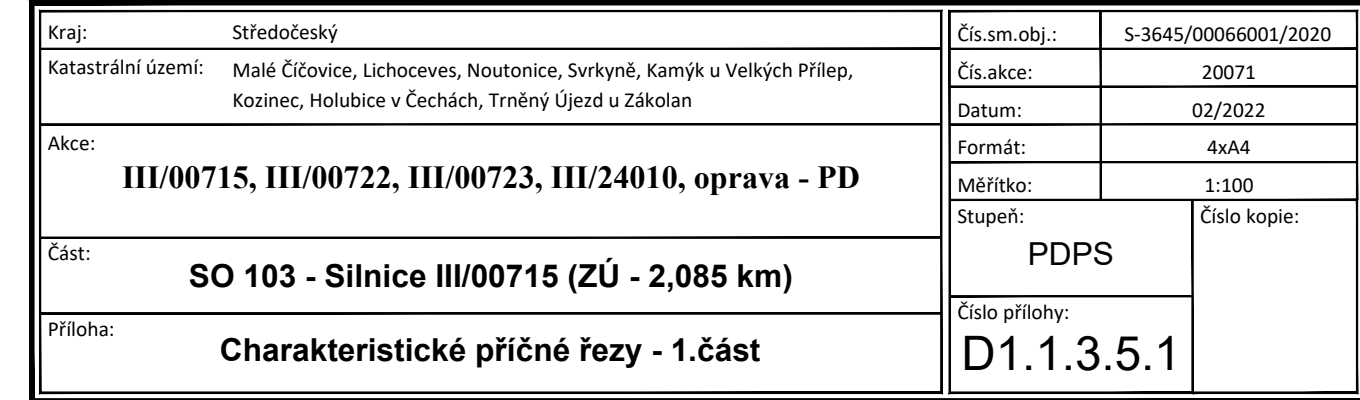 Kraj: Středočeský
Katastrální území: Malé Číčovice, Lichoceves, Noutonice, Svrkyně, Kamýk u Velkých Přílep,
Kozinec, Holubice v Čechách, Trněný Újezd u Zákolan
Akce:
III/00715, III/00722, III/00723, III/24010, oprava - PD
Část:
SO 103 - Silnice III/00715 (ZÚ - 2,085 km)
Příloha:
Charakteristické příčné řezy - 1.část
Čís.sm.obj.: S-3645/00066001/2020
Čís.akce: 20071
Datum: 02/2022
Formát: 4xA4
Měřítko: 1:100
Stupeň: Číslo kopie:
PDPS
Číslo přílohy:
D1.1.3.5.1